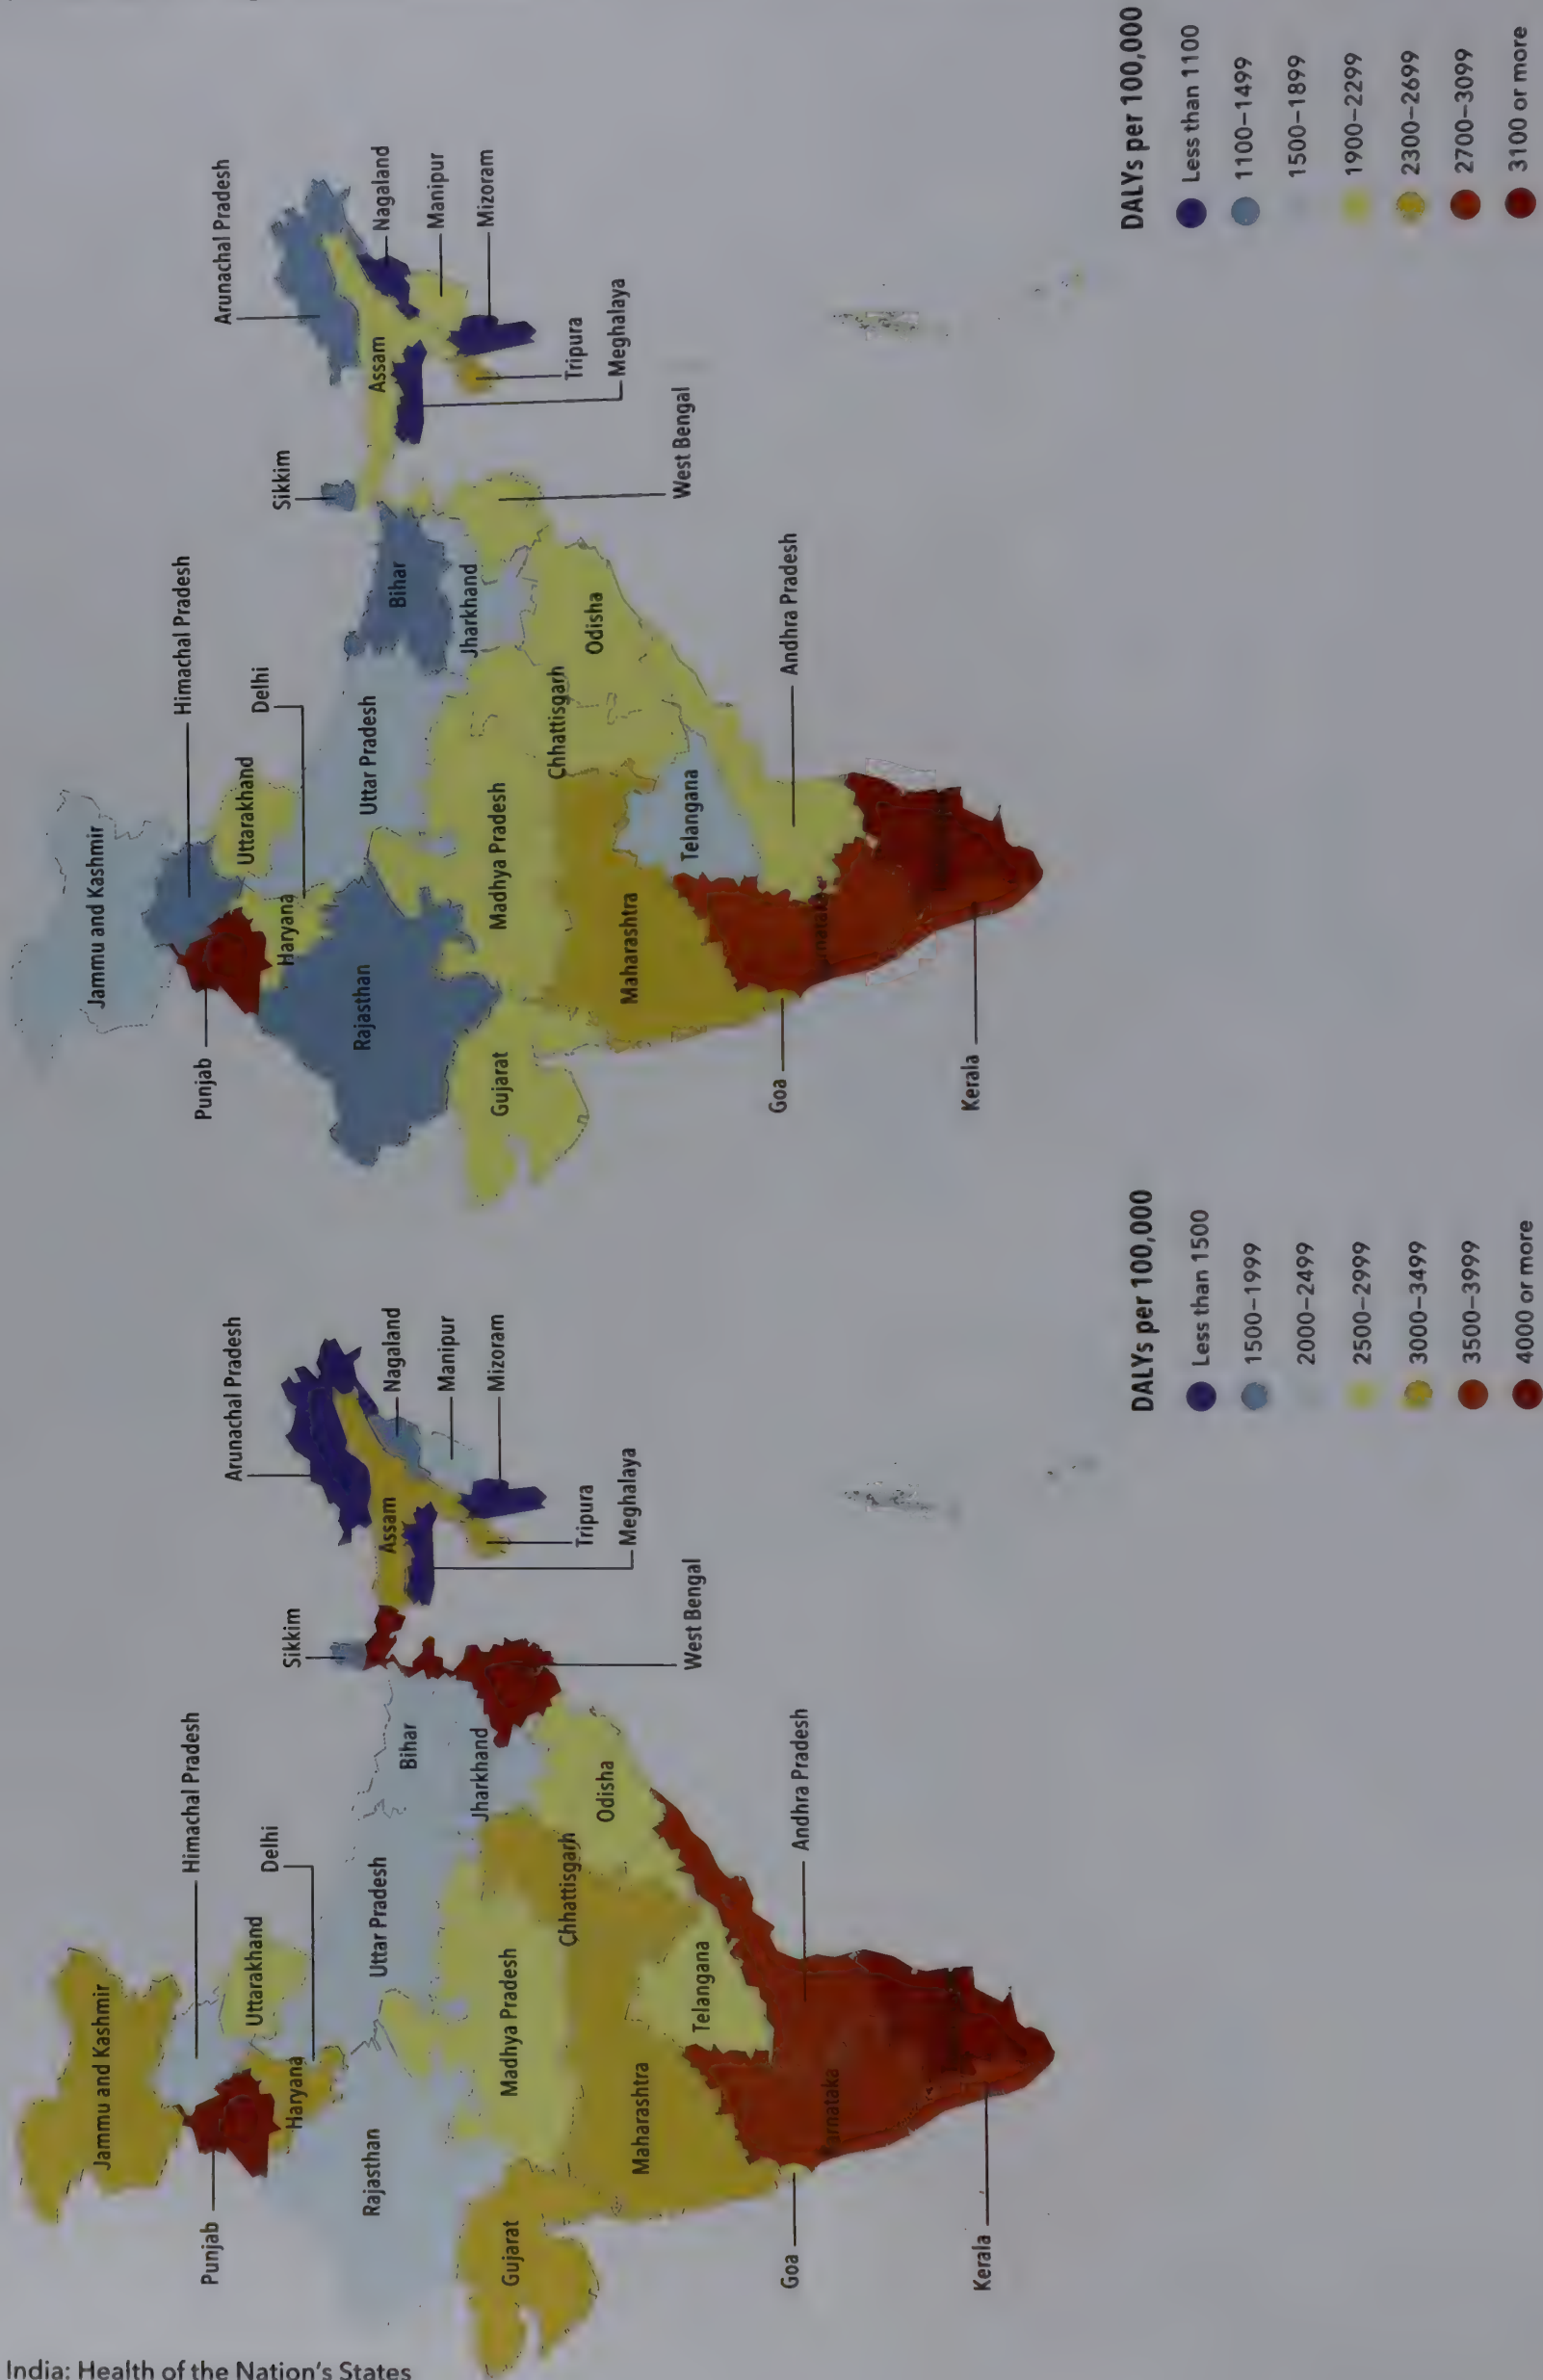 India: Health of the Nation's States
Jammu and Kashmir
Himachal Pradesh
Punjab
Uttarakhand
Delhi
Haryana
Rajasthan
Uttar Pradesh
Sikkim
Arunachal Pradesh
Assam
Nagaland
Manipur
Mizoram
Tripura
Meghalaya
Bihar
Jharkhand
West Bengal
Gujarat
Madhya Pradesh
Chhattisgarh
Odisha
Maharashtra
Telangana
Andhra Pradesh
Goa
Karnataka
Kerala
DALYs per 100,000
Less than 1500
1500–1999
2000–2499
2500–2999
3000–3499
3500–3999
4000 or more
Jammu and Kashmir
Himachal Pradesh
Punjab
Uttarakhand
Delhi
Haryana
Rajasthan
Uttar Pradesh
Sikkim
Arunachal Pradesh
Assam
Nagaland
Manipur
Mizoram
Tripura
Meghalaya
Bihar
Jharkhand
West Bengal
Gujarat
Madhya Pradesh
Chhattisgarh
Odisha
Maharashtra
Telangana
Andhra Pradesh
Goa
Karnataka
Kerala
DALYs per 100,000
Less than 1100
1100–1499
1500–1899
1900–2299
2300–2699
2700–3099
3100 or more